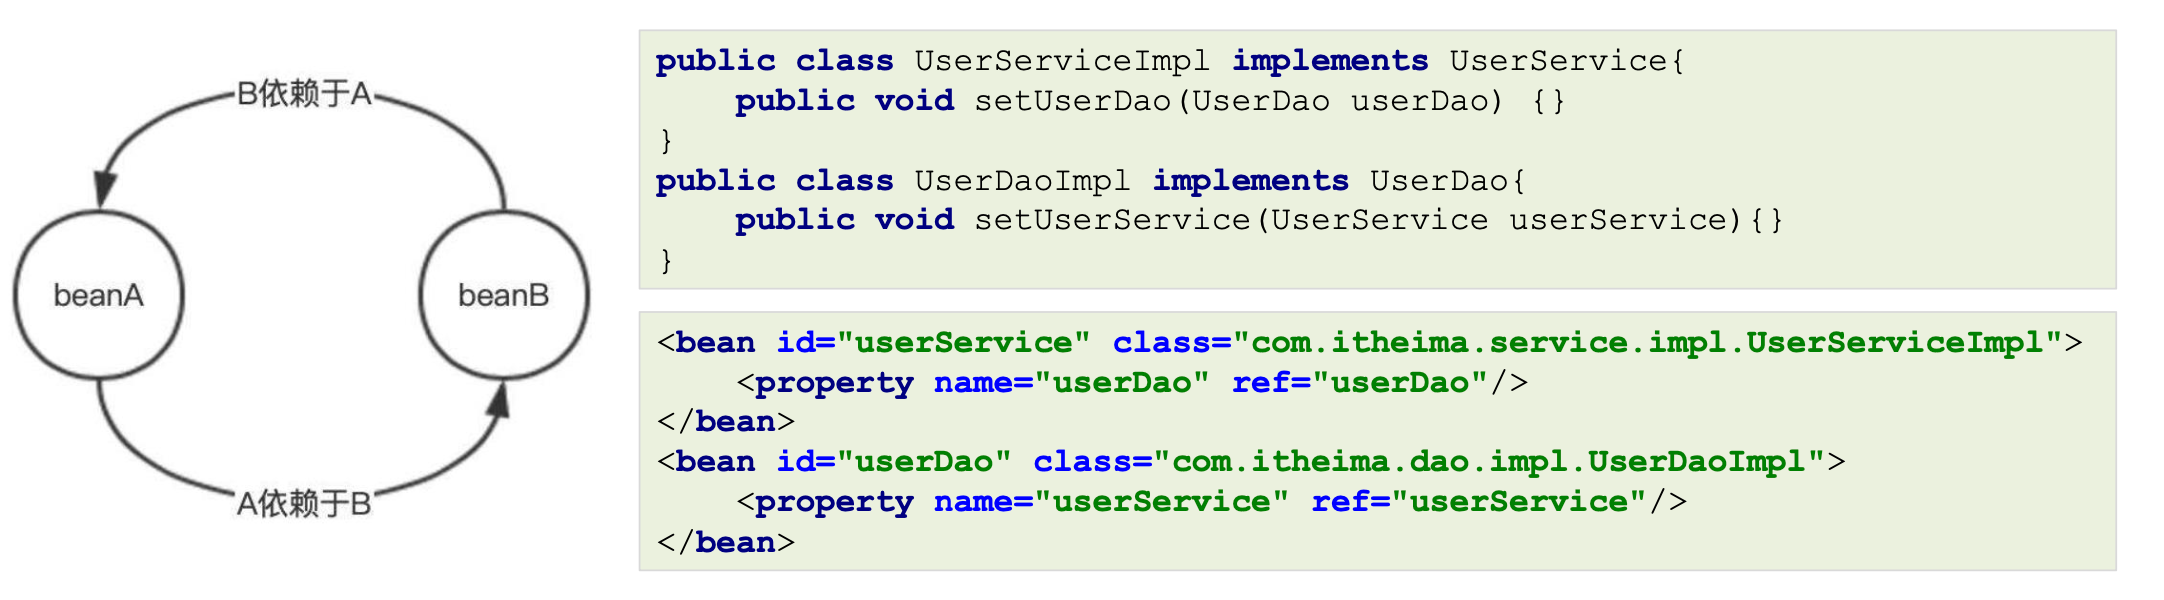 B依赖于A
beanA
beanB
A依赖于B
public class UserServiceImpl implements UserService{
    public void setUserDao(UserDao userDao) {}
}
public class UserDaoImpl implements UserDao{
    public void setUserService(UserService userService){}
}
<bean id="userService" class="com.itheima.service.impl.UserServiceImpl">
    <property name="userDao" ref="userDao"/>
</bean>
<bean id="userDao" class="com.itheima.dao.impl.UserDaoImpl">
    <property name="userService" ref="userService"/>
</bean>